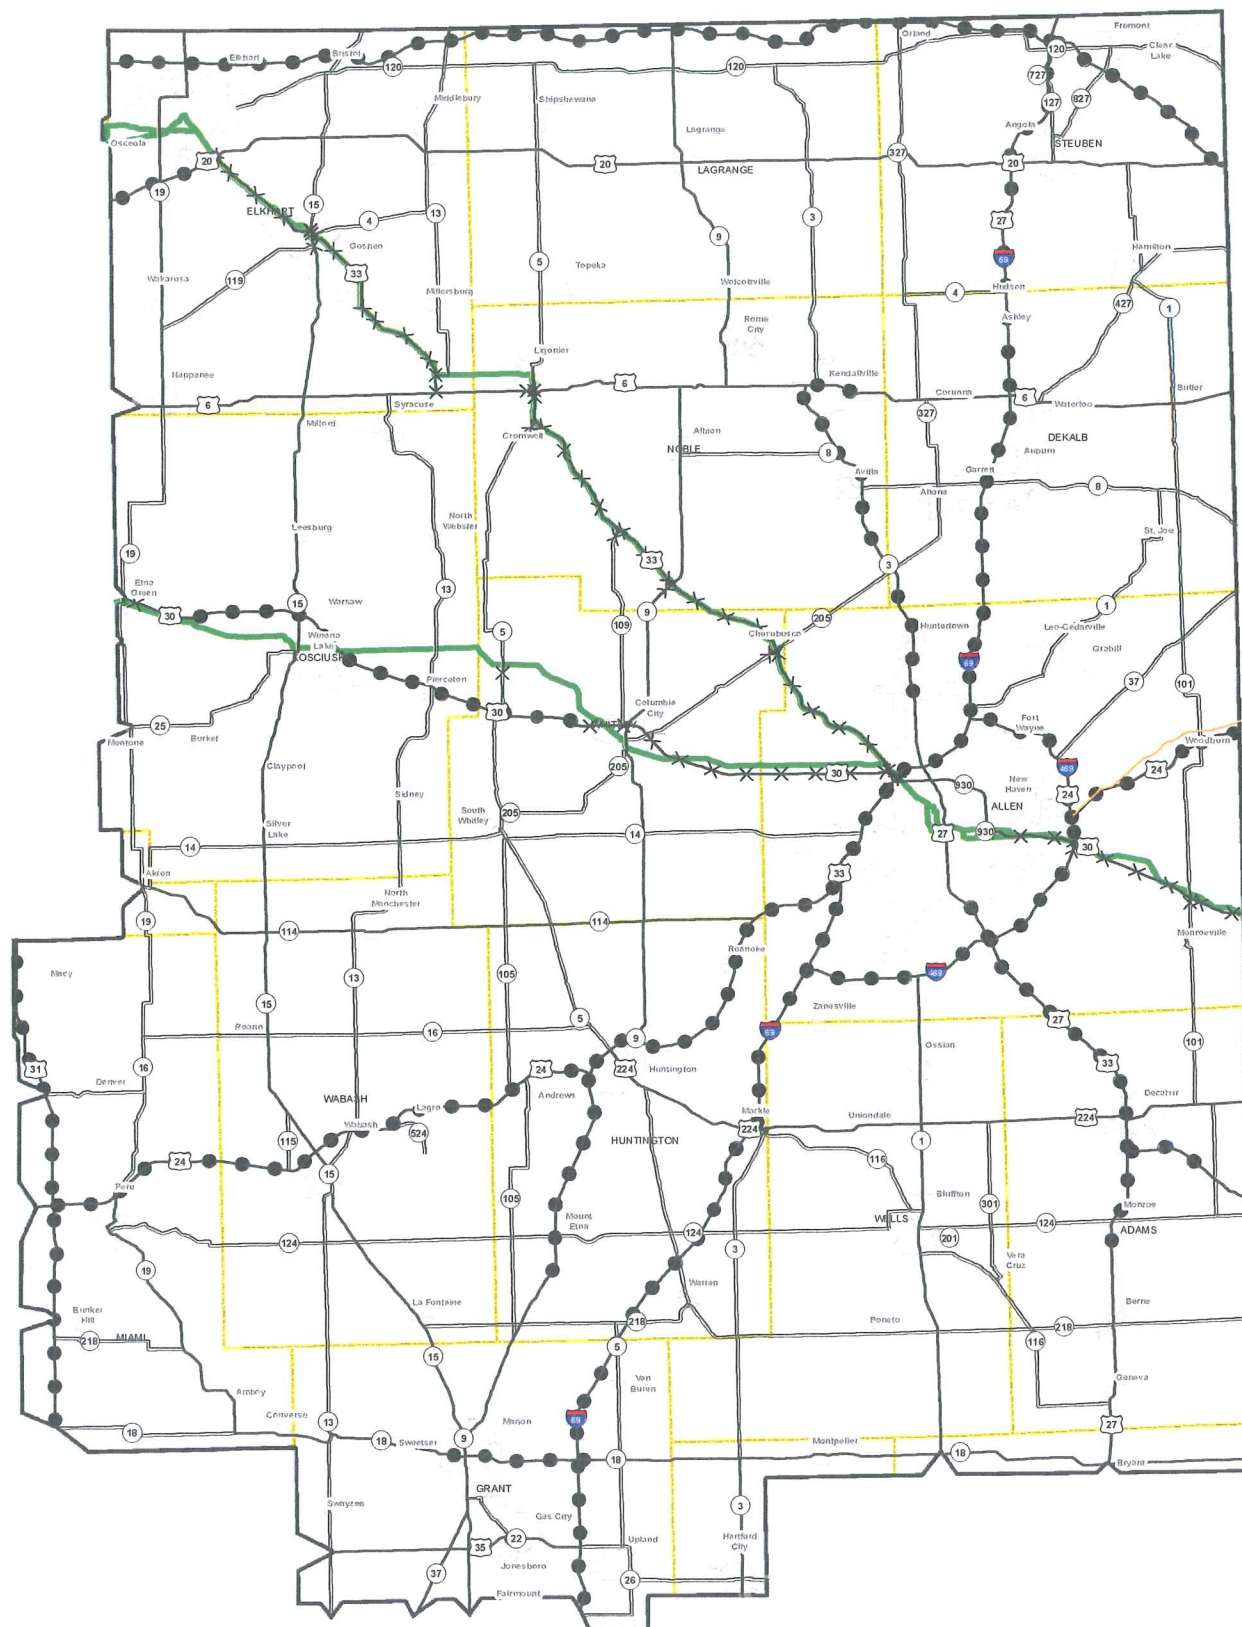 Fremont
Orland
Bristol
Elkhart
Clear
Lake
120
120
120
727
Middlebury
Shipshewana
127
827
Lagrange
Angola
Osceola
STEUBEN
20
20
327
20
LAGRANGE
19
15
4
13
ELKHART
3
27
9
Goshen
Hamilton
69
5
Topeka
33
Wakarusa
119
Millersburg
Wolcottville
Hudson
4
427
1
Rome
City
Ashley
Ligonier
Kendallville
Nappanee
6
Butler
6
Syracuse
Corunna
6
Waterloo
327
Milford
Albion
Cromwell
DEKALB
NOBLE
8
Auburn
Avilla
Garrett
8
Altona
North
Webster
Leesburg
St. Joe
19
33
3
Etna
Green
13
15
Warsaw
30
9
1
205
109
Huntertown
Leo-Cedarville
5
Churubusco
Winona
Lake
Grabill
KOSCIUSK
69
Pierceton
37
101
Columbia
City
30
25
Fort
Wayne
Mentone
Burket
Woodburn
Claypool
205
30
469
24
New
Haven
930
Sidney
24
ALLEN
South
Whitley
205
Silver
Lake
14
27
930
14
30
Akron
33
North
Manchester
19
114
114
Monroeville
Roanoke
Macy
13
105
469
15
Zanesville
5
27
Roann
16
69
9
Ossian
101
31
16
24
224
Huntington
33
Denver
Andrews
Decatur
WABASH
Lagro
Markle
Uniondale
224
Wabash
224
524
115
HUNTINGTON
1
24
116
15
Peru
105
Bluffton
301
Monroe
Mount
Etna
WELLS
124
ADAMS
124
124
201
3
Vera
Cruz
19
Warren
La Fontaine
Berne
Bunker
Hill
218
Poneto
218
MIAMI
218
116
5
15
Van
Buren
Geneva
Amboy
Converse
Marion
69
13
27
18
18
9
Sweetser
Montpelier
18
18
Bryant
GRANT
Swayzee
Gas City
3
22
Upland
Hartford
City
35
Jonesboro
37
26
Fairmount